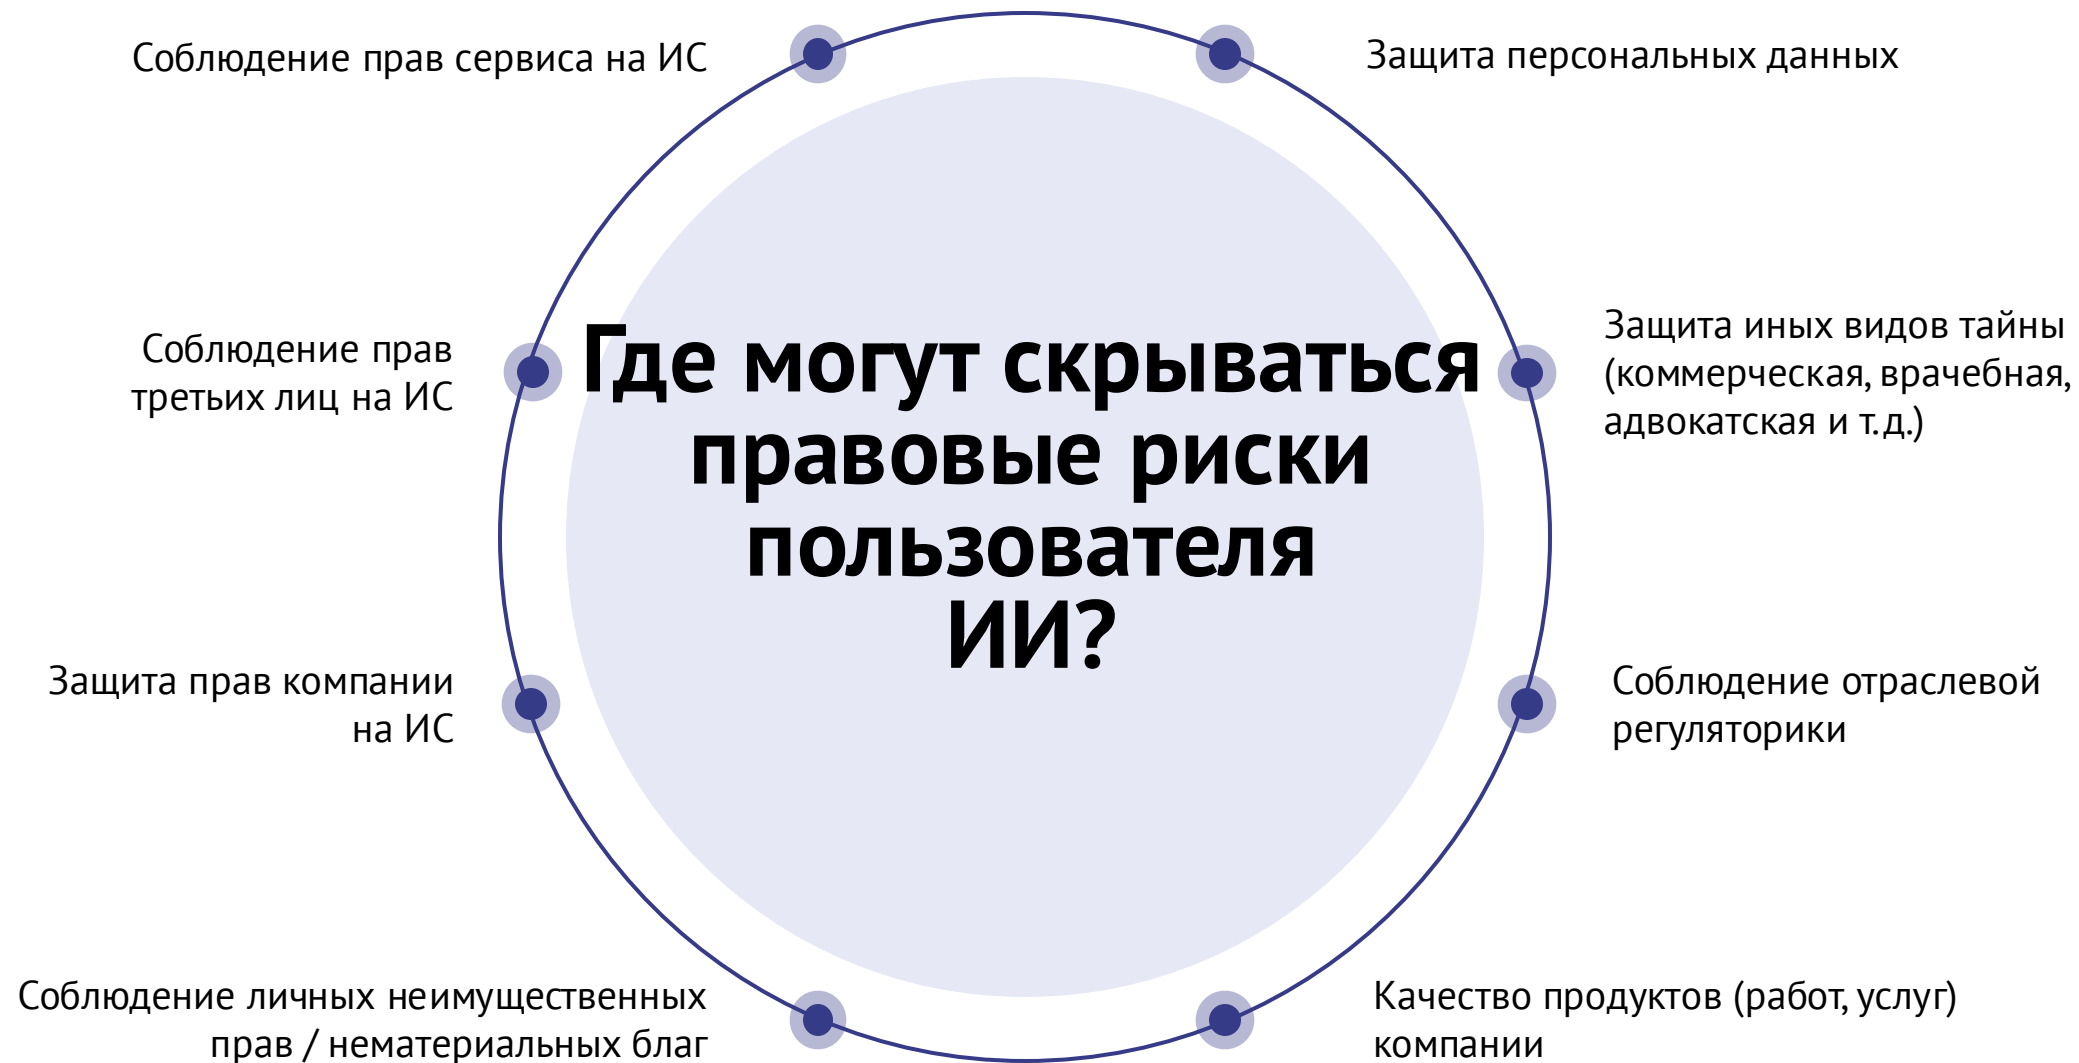 Соблюдение прав сервиса на ИС
Защита персональных данных
Соблюдение прав
третьих лиц на ИС
Где могут скрываться
правовые риски
пользователя
ИИ?
Защита иных видов тайны
(коммерческая, врачебная,
адвокатская и т.д.)
Защита прав компании
на ИС
Соблюдение отраслевой
регуляторики
Соблюдение личных неимущественных
прав / нематериальных благ
Качество продуктов (работ, услуг)
компании